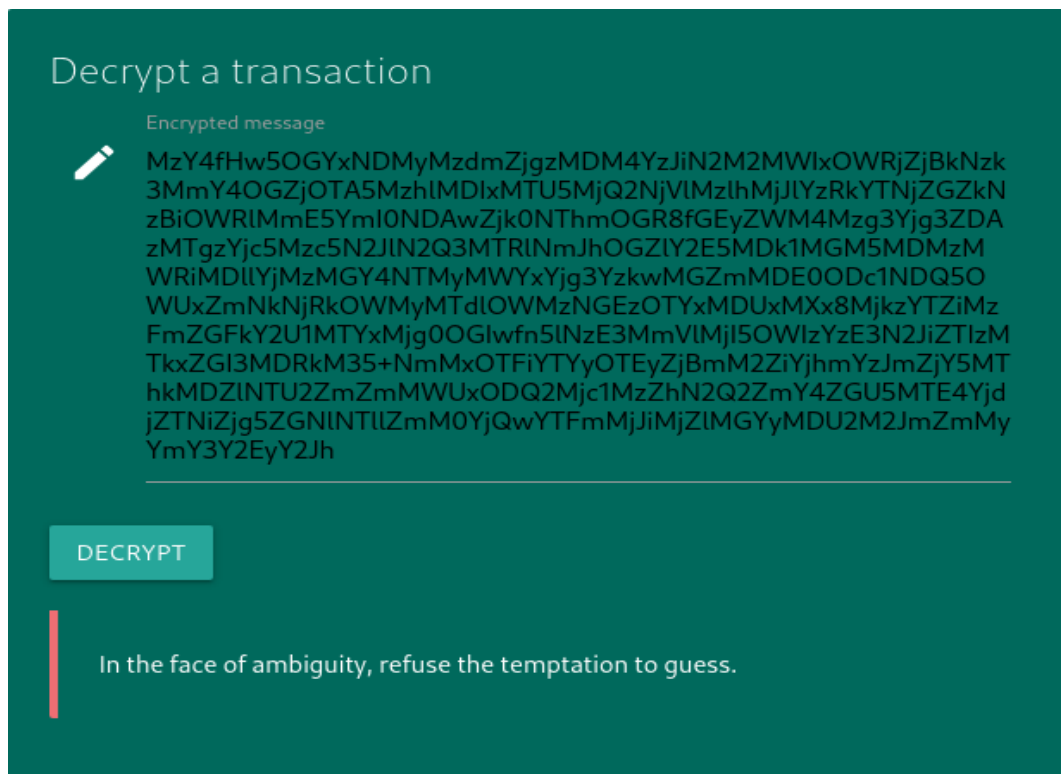 Decrypt a transaction
Encrypted message
MzY4fHw5OGYxNDMyMzdmZjgzMDM4YzJiN2M2MWIxOWRjZjBkNzk
3MmY4OGZjOTA5MzhlMDIxMTU5MjQ2NjVlMzlhMjJlYzRkYTNjZGZkN
zBiOWRlMmE5YmI0NDAwZjk0NThmOGR8fGEyZWM4Mzg3Yjg3ZDA
zMTgzYjc5Mzc5N2JlN2Q3MTRlNmJhOGZlY2E5MDk1MGM5MDMzM
WRiMDllYjMzMGY4NTMyMWYxYjg3YzkwMGZmMDE0ODc1NDQ5O
WUxZmNkNjRkOWMyMTdlOWMzNGEzOTYxMDUxMXx8MjkzYTZiMz
FmZGFkY2U1MTYxMjg0OGIwfn5lNzE3MmVlMjI5OWIzYzE3N2JiZTIzM
TkxZGI3MDRkM35+NmMxOTFiYTYyOTEyZjBmM2ZiYjhmYzJmZjY5MT
hkMDZlNTU2ZmZmMWUxODQ2Mjc1MzZhN2Q2ZmY4ZGU5MTE4Yjd
jZTNiZjg5ZGNlNTllZmM0YjQwYTFmMjJiMjZlMGYyMDU2M2JmZmMy
YmY3Y2EyY2Jh
DECRYPT
In the face of ambiguity, refuse the temptation to guess.